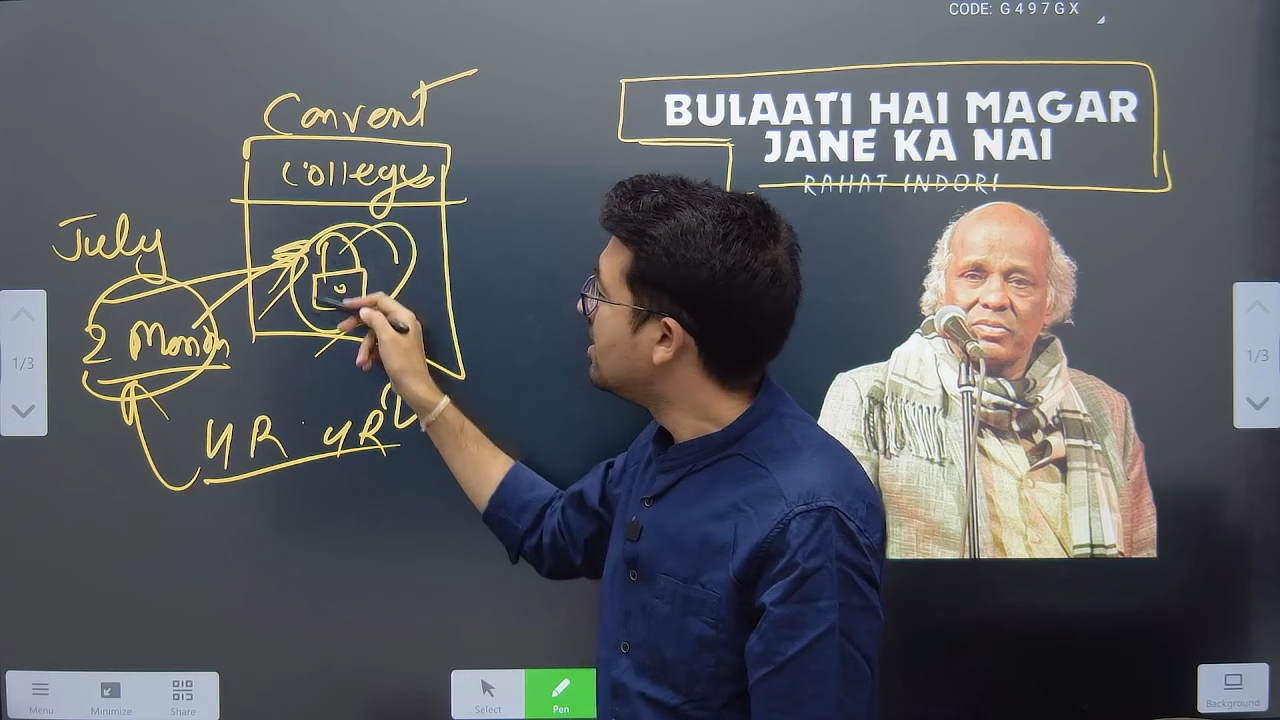 CODE: G497GX
Convent
Colleges
July
2 Month
4R 4R
BULAATI HAI MAGAR
JANE KA NAI
RAHAT INDORI
1/3
1/3
Menu
Minimize
Share
Select
Pen
Background